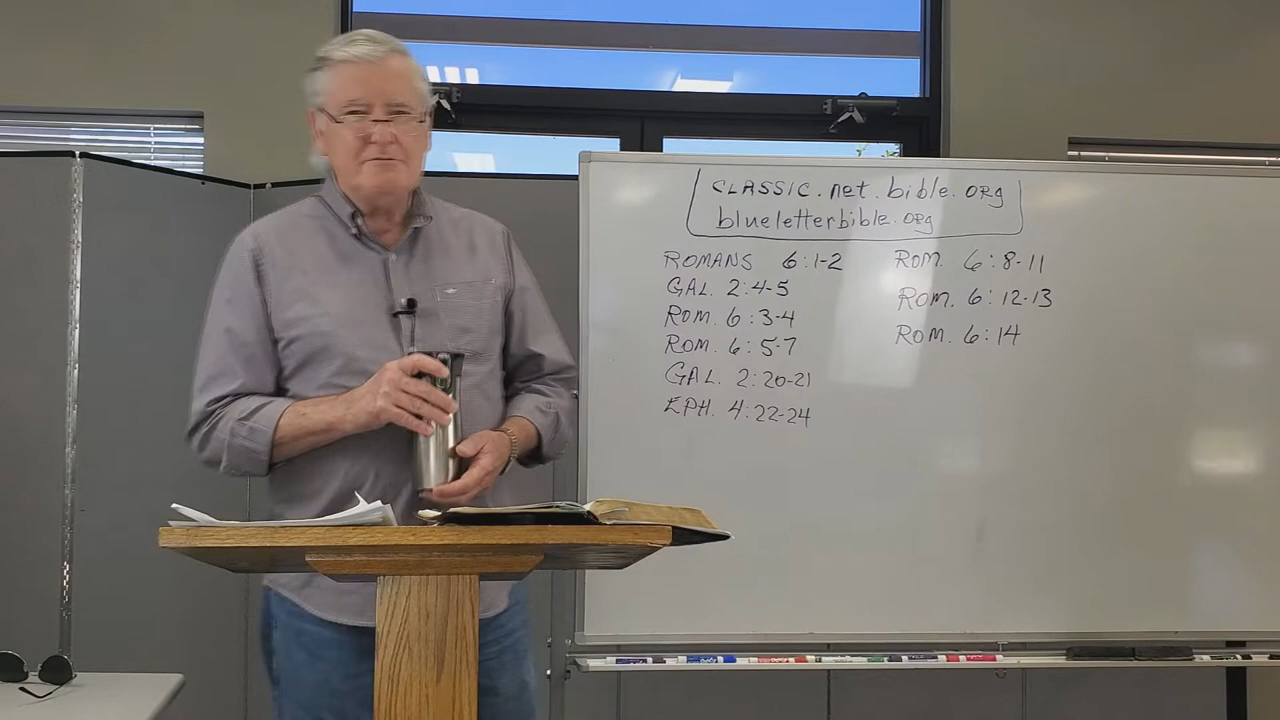 CLASSIC.net.bible.ORG
blueletterbible.ORG
ROMANS 6:1-2
GAL. 2:4-5
ROM. 6:3-4
ROM. 6:5-7
GAL. 2:20-21
EPH. 4:22-24
ROM. 6:8-11
ROM. 6:12-13
ROM. 6:14